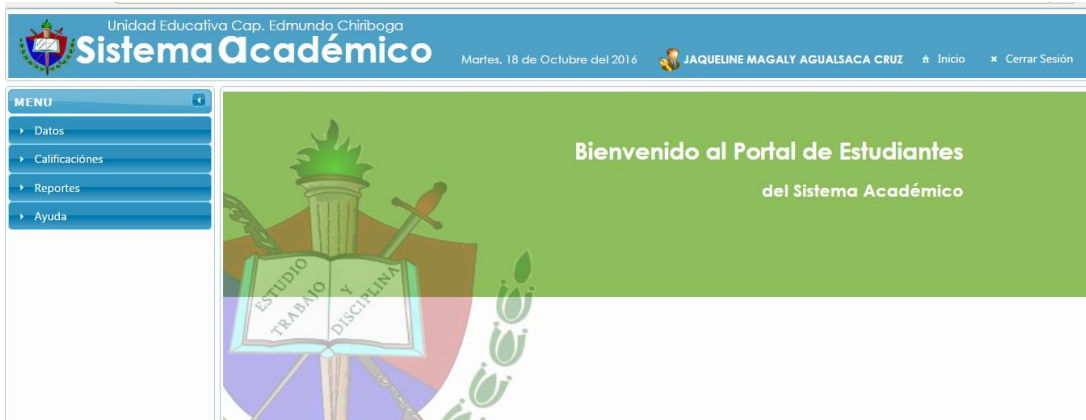 Unidad Educativa Cap. Edmundo Chiriboga
Sistema académico
Martes, 18 de Octubre del 2016
JAQUELINE MAGALY AGUALSACA CRUZ
Inicio
Cerrar Sesión
MENU
Datos
Calificaciónes
Reportes
Ayuda
Bienvenido al Portal de Estudiantes
del Sistema Académico
ESTUDIO
TRABAJO
Y
DISCIPLINA